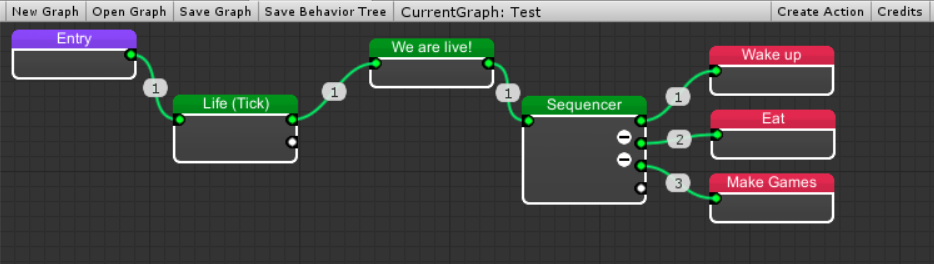 New Graph Open Graph Save Graph Save Behavior Tree CurrentGraph: Test Create Action Credits
Entry
We are live!
Wake up
1
1
1
1
Life (Tick)
Sequencer
Eat
2
Make Games
3